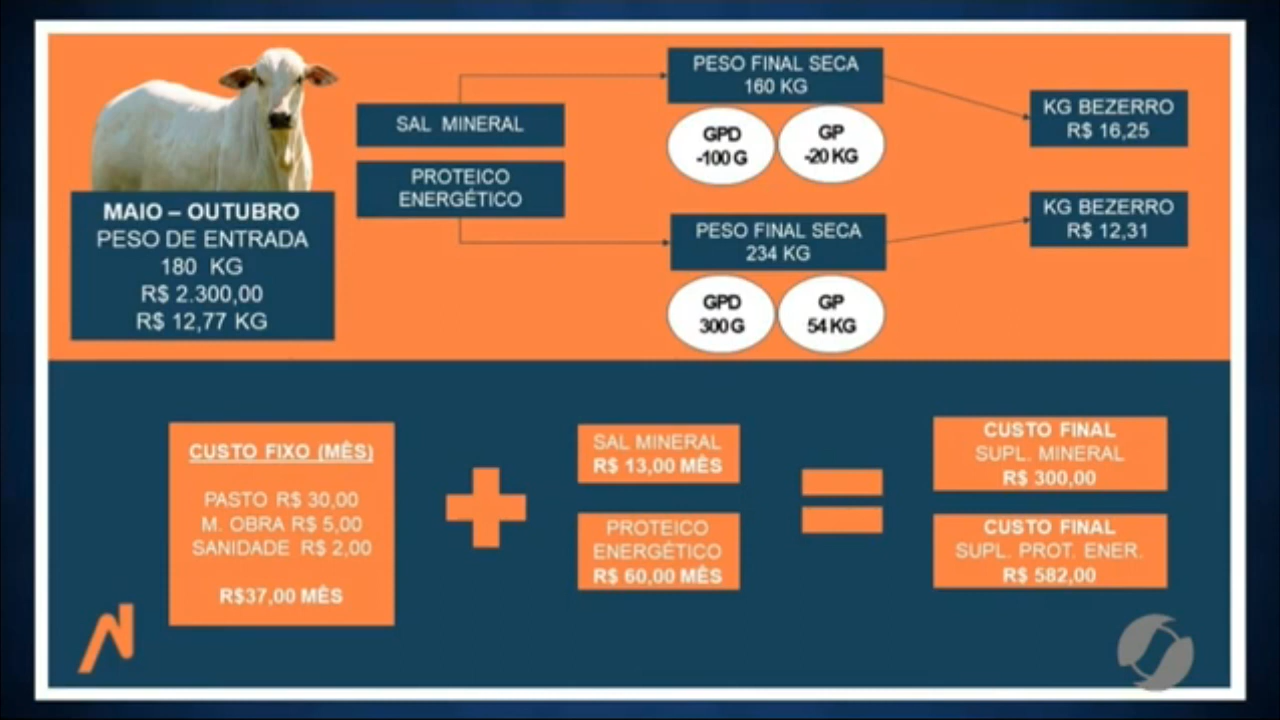 MAIO – OUTUBRO
PESO DE ENTRADA
180 KG
R$ 2.300,00
R$ 12,77 KG
SAL MINERAL
PROTEICO
ENERGÉTICO
PESO FINAL SECA
160 KG
GPD
-100 G
GP
-20 KG
PESO FINAL SECA
234 KG
GPD
300 G
GP
54 KG
KG BEZERRO
R$ 16,25
KG BEZERRO
R$ 12,31
CUSTO FIXO (MÊS)
PASTO R$ 30,00
M. OBRA R$ 5,00
SANIDADE R$ 2,00
R$37,00 MÊS
SAL MINERAL
R$ 13,00 MÊS
PROTEICO
ENERGÉTICO
R$ 60,00 MÊS
CUSTO FINAL
SUPL. MINERAL
R$ 300,00
CUSTO FINAL
SUPL. PROT. ENER.
R$ 582,00